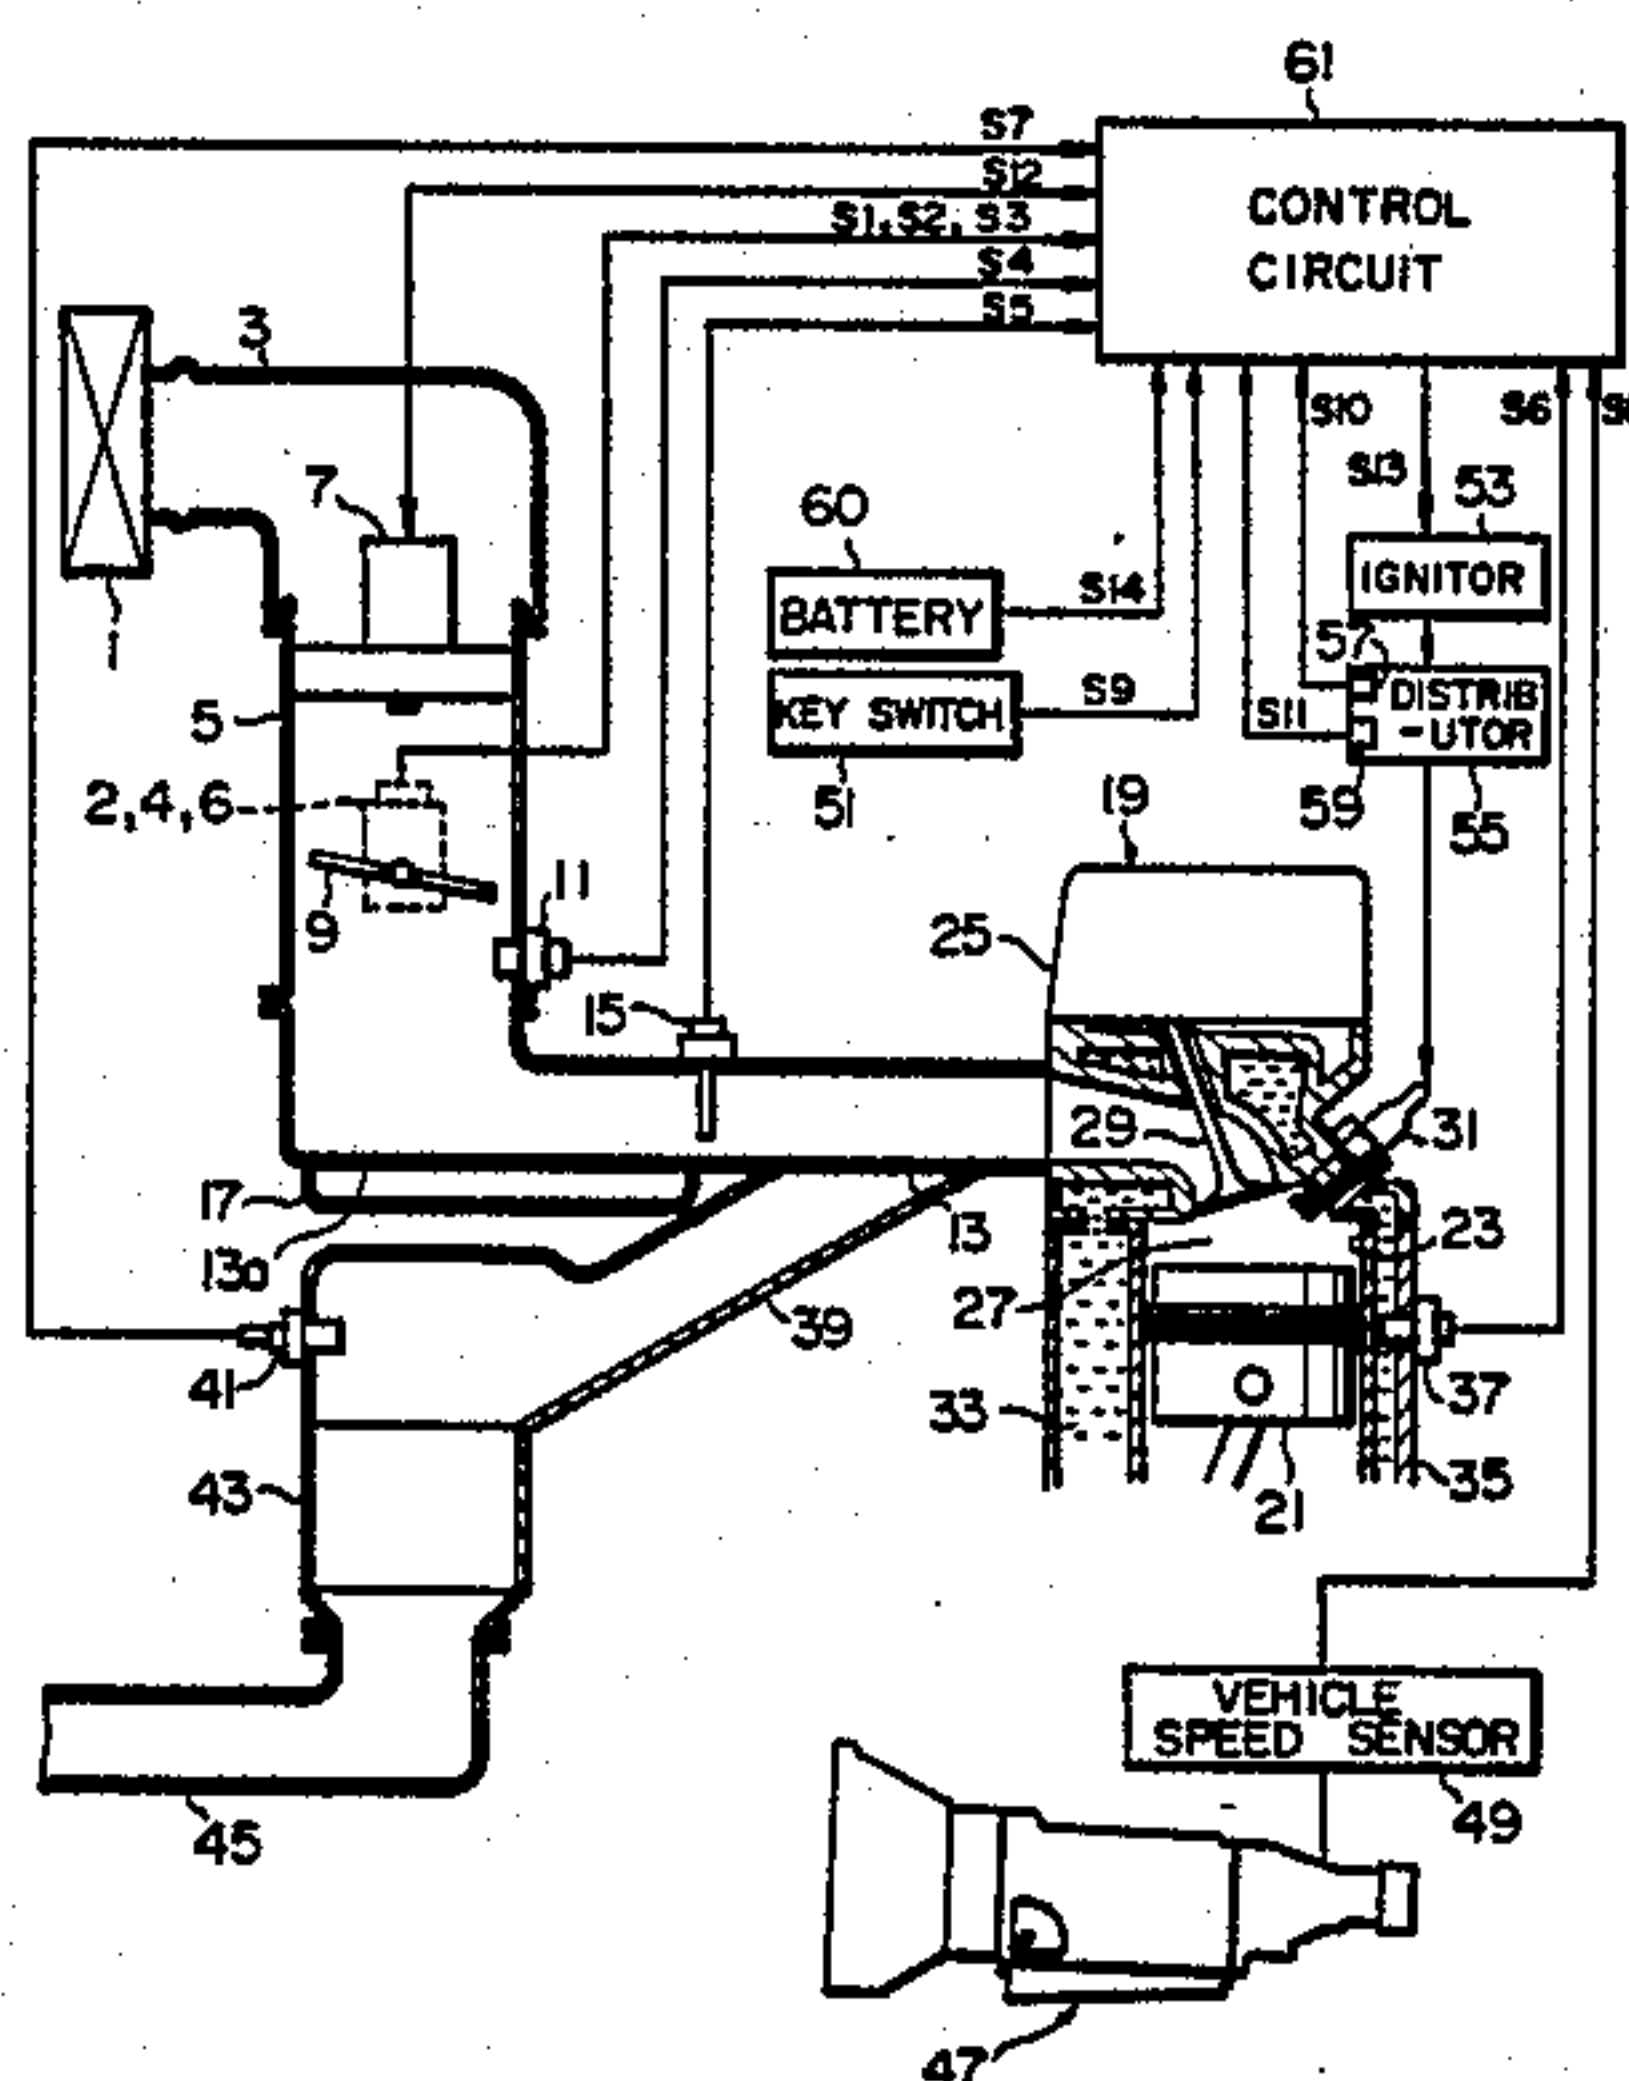 61
S7
S12
S1, S2, S3
S4
S5
CONTROL
CIRCUIT
3
S10
S6
S13
53
7
60
IGNITOR
BATTERY
S14
57
KEY SWITCH
S9
S11
DISTRIB
-UTOR
5
2,4,6
51
19
59
55
9
11
25
15
29
31
17
13
23
13a
27
39
41
37
33
43
35
21
VEHICLE
SPEED SENSOR
45
49
47